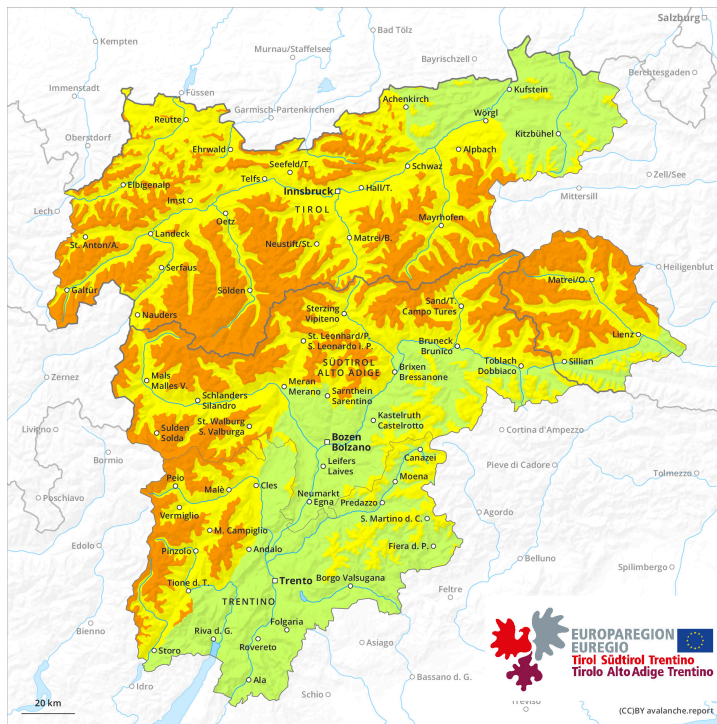 Salzburg
Kempten
Bad Tölz
Murnau/Staffelsee
Bayrischzell
Berchtesgaden
Immenstadt
Füssen
Garmisch-Partenkirchen
Achenkirch
Kufstein
Reutte
Wörgl
Oberstdorf
Kitzbühel
Ehrwald
Alpbach
Seefeld/T.
Schwaz
Zell/See
Telfs
Elbigenalp
Innsbruck
Hall/T.
Mittersill
Imst
TIROL
Lech
Oetz
Mayrhofen
Landeck
St. Anton/A.
Neustift/St.
Matrei/B.
Serfaus
Heiligenblut
Matrei/O.
Galtür
Sölden
Sand/T.
Campo Tures
Nauders
Sterzing
Vipiteno
Lienz
St. Leonhard/P.
S. Leonardo i. P.
Bruneck
Brunico
SÜDTIROL
ALTO ADIGE
Toblach
Dobbiaco
Sillian
Zernez
Mals
Malles V.
Meran
Merano
Brixen
Bressanone
Schlanders
Silandro
Sarnthein
Sarentino
Livigno
Sulden
Solda
St. Walburg
S. Valburga
Kastelruth
Castelrotto
Cortina d'Ampezzo
Bozen
Bolzano
Bormio
Canazei
Leifers
Laives
Pieve di Cadore
Tolmezzo
Peio
Malè
Cles
Moena
Poschiavo
Neumarkt
Egna
Predazzo
Vermiglio
Agordo
S. Martino d. C.
M. Campiglio
Edolo
Pinzolo
Andalo
Fiera d. P.
Belluno
Spilimbergo
Tione d. T.
Trento
Borgo Valsugana
Feltre
TRENTINO
Bienno
Riva d. G.
Folgaria
Rovereto
Asiago
Storo
Idro
Ala
Bassano d. G.
Schio
Treviso
EUROPAREGION
EUREGIO
Tirol Südtirol Trentino
Tirolo Alto Adige Trentino
20 km
(CC)BY avalanche.report